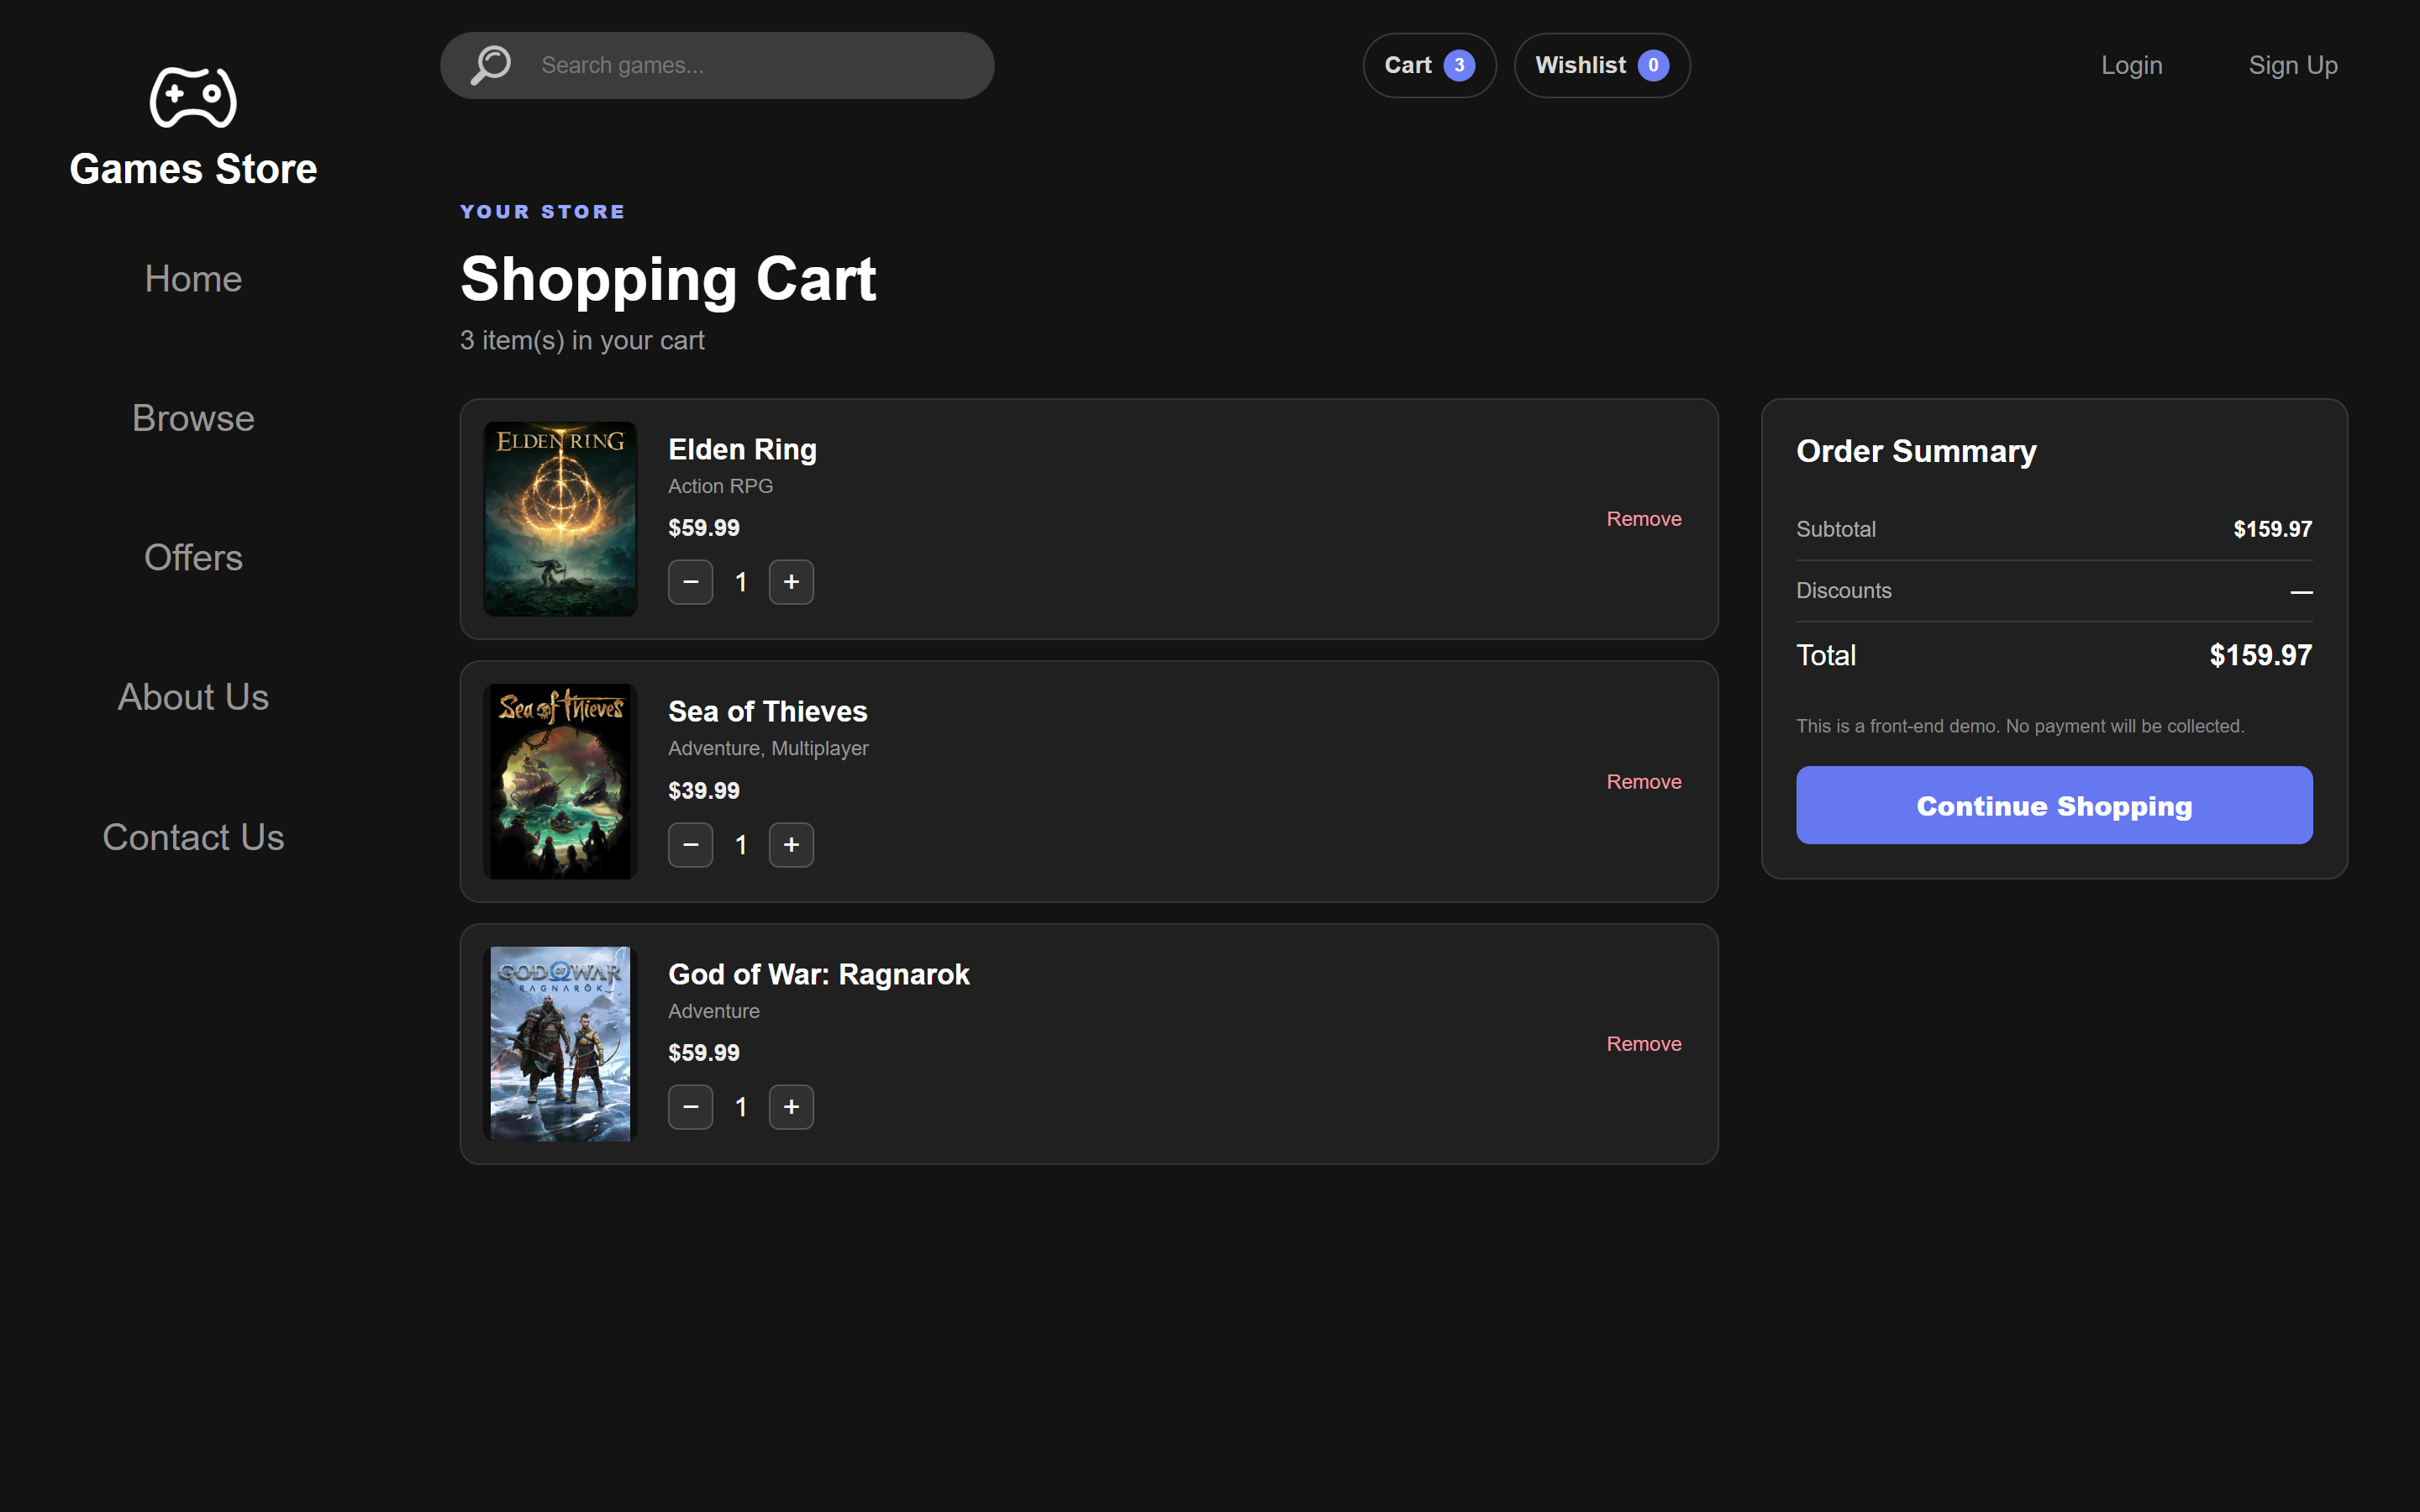 Games Store
Home
Browse
Offers
About Us
Contact Us
Search games...
Cart 3
Wishlist 0
Login
Sign Up
YOUR STORE
Shopping Cart
3 item(s) in your cart
ELDEN RING
Elden Ring
Action RPG
$59.99
− 1 +
Remove
Sea of Thieves
Sea of Thieves
Adventure, Multiplayer
$39.99
− 1 +
Remove
GOD OF WAR
RAGNARÖK
God of War: Ragnarok
Adventure
$59.99
− 1 +
Remove
Order Summary
Subtotal $159.97
Discounts —
Total $159.97
This is a front-end demo. No payment will be collected.
Continue Shopping